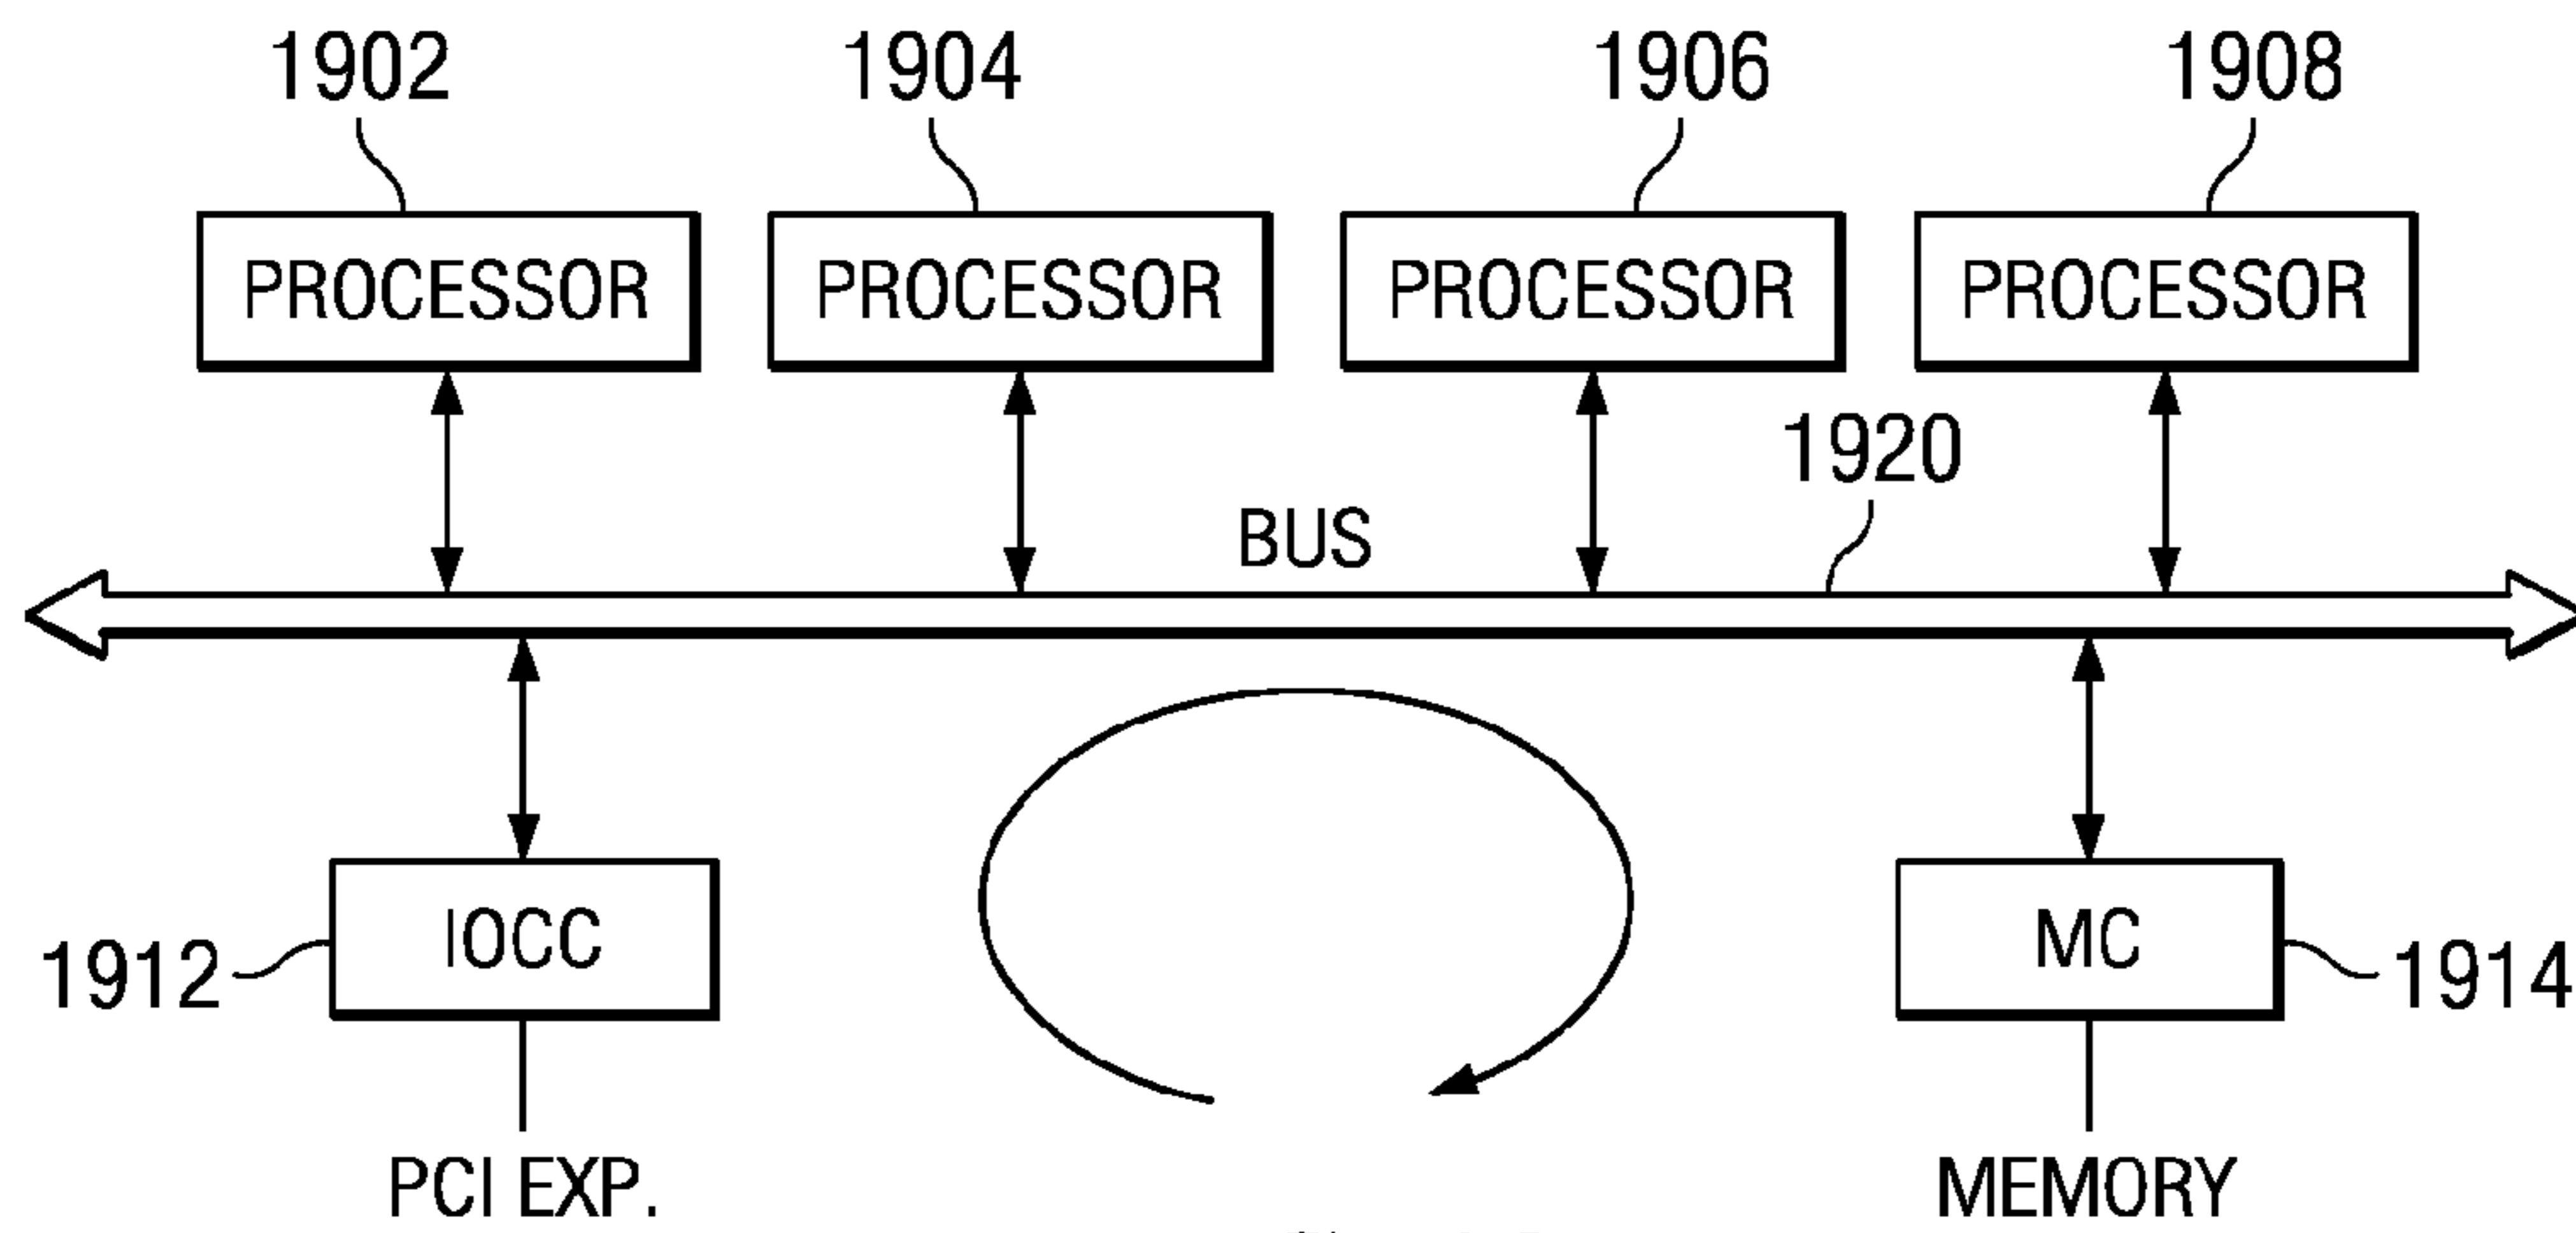 1902 1904 1906 1908
PROCESSOR PROCESSOR PROCESSOR PROCESSOR
1920
BUS
IOCC MC
1912 1914
PCI EXP. MEMORY